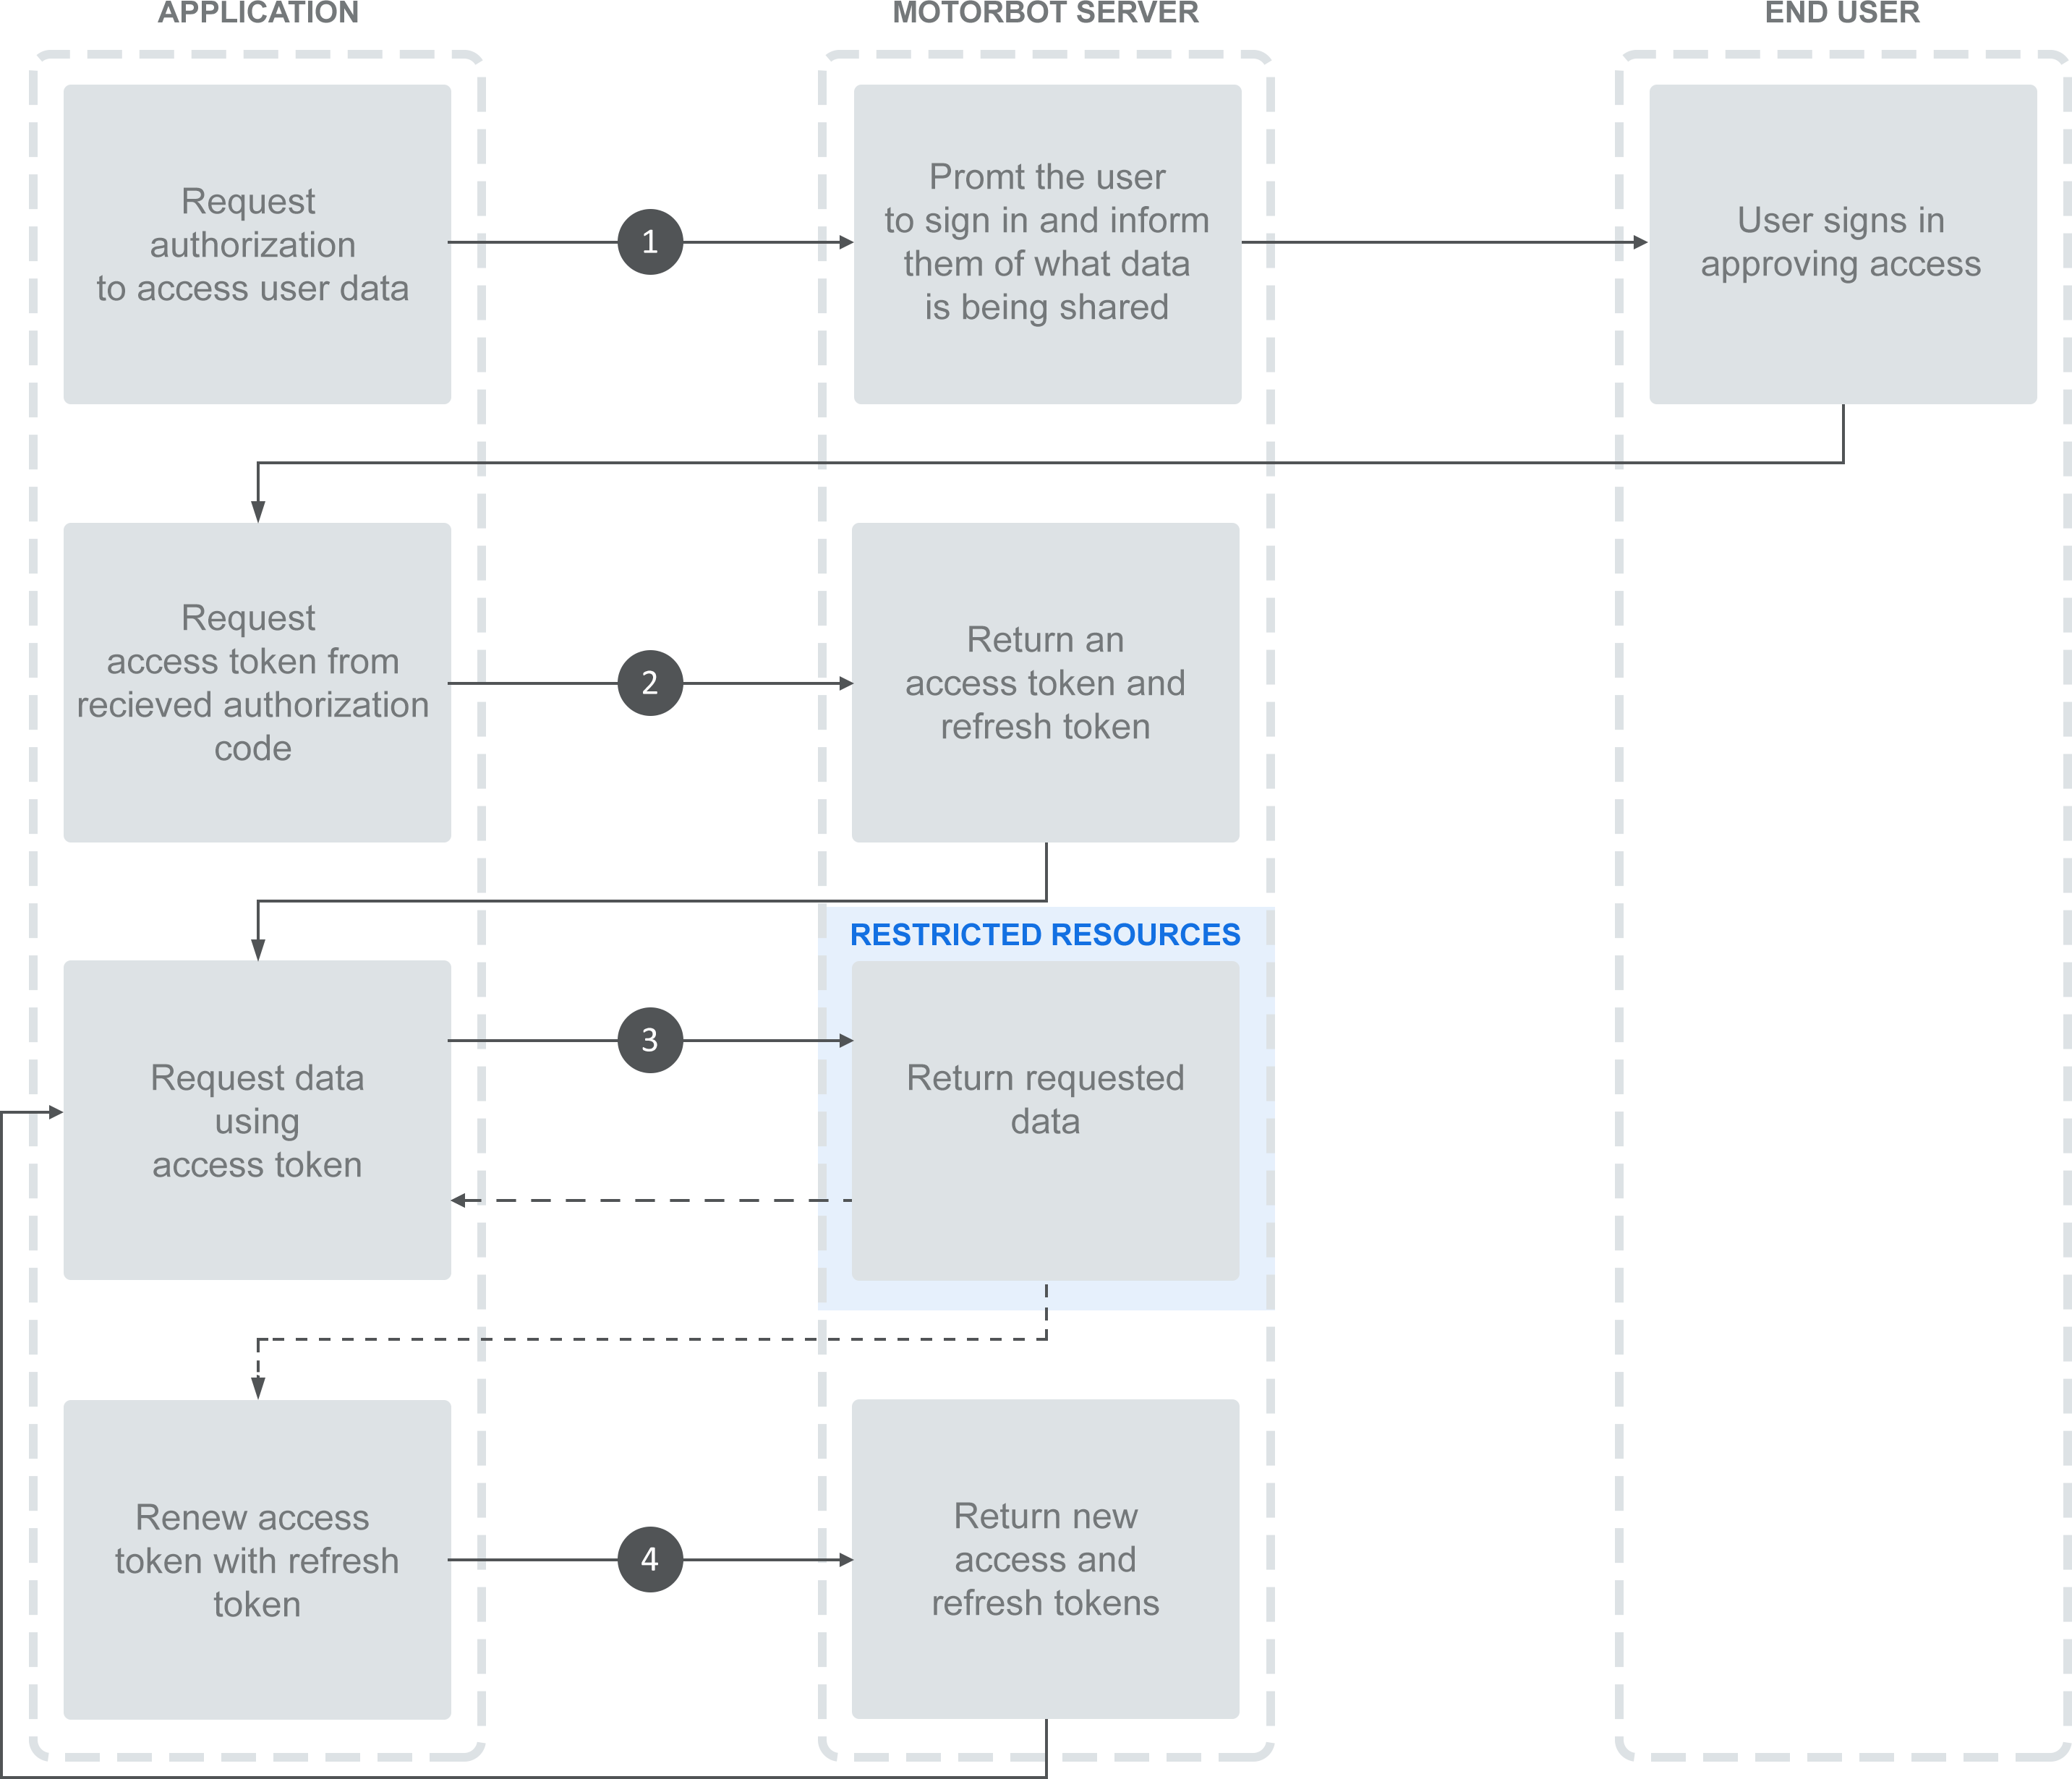 APPLICATION
MOTORBOT SERVER
END USER
Request
authorization
to access user data
1
Promt the user
to sign in and inform
them of what data
is being shared
User signs in
approving access
Request
access token from
recieved authorization
code
2
Return an
access token and
refresh token
RESTRICTED RESOURCES
Request data
using
access token
3
Return requested
data
Renew access
token with refresh
token
4
Return new
access and
refresh tokens